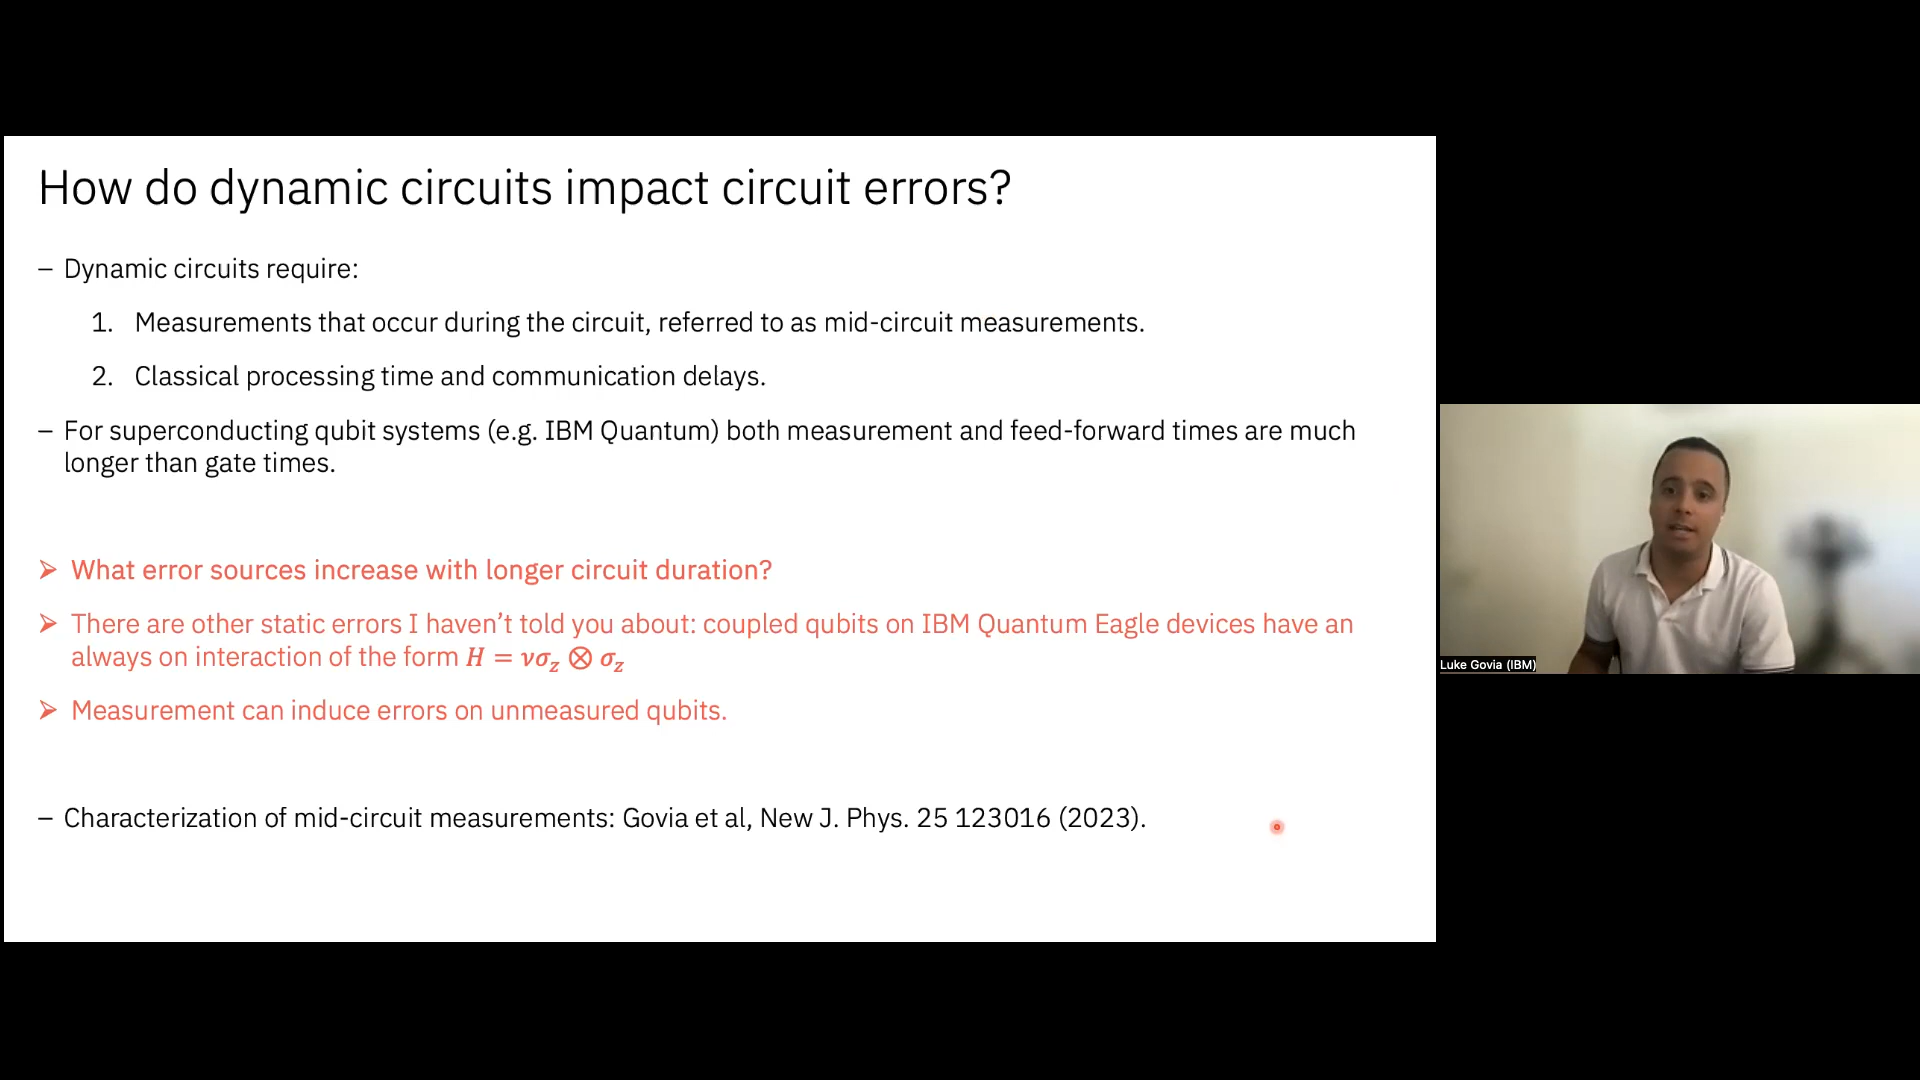 How do dynamic circuits impact circuit errors?
– Dynamic circuits require:
1. Measurements that occur during the circuit, referred to as mid-circuit measurements.
2. Classical processing time and communication delays.
– For superconducting qubit systems (e.g. IBM Quantum) both measurement and feed-forward times are much
longer than gate times.
➢ What error sources increase with longer circuit duration?
➢ There are other static errors I haven’t told you about: coupled qubits on IBM Quantum Eagle devices have an
always on interaction of the form H = νσ_z ⊗ σ_z
➢ Measurement can induce errors on unmeasured qubits.
– Characterization of mid-circuit measurements: Govia et al, New J. Phys. 25 123016 (2023).
Luke Govia (IBM)